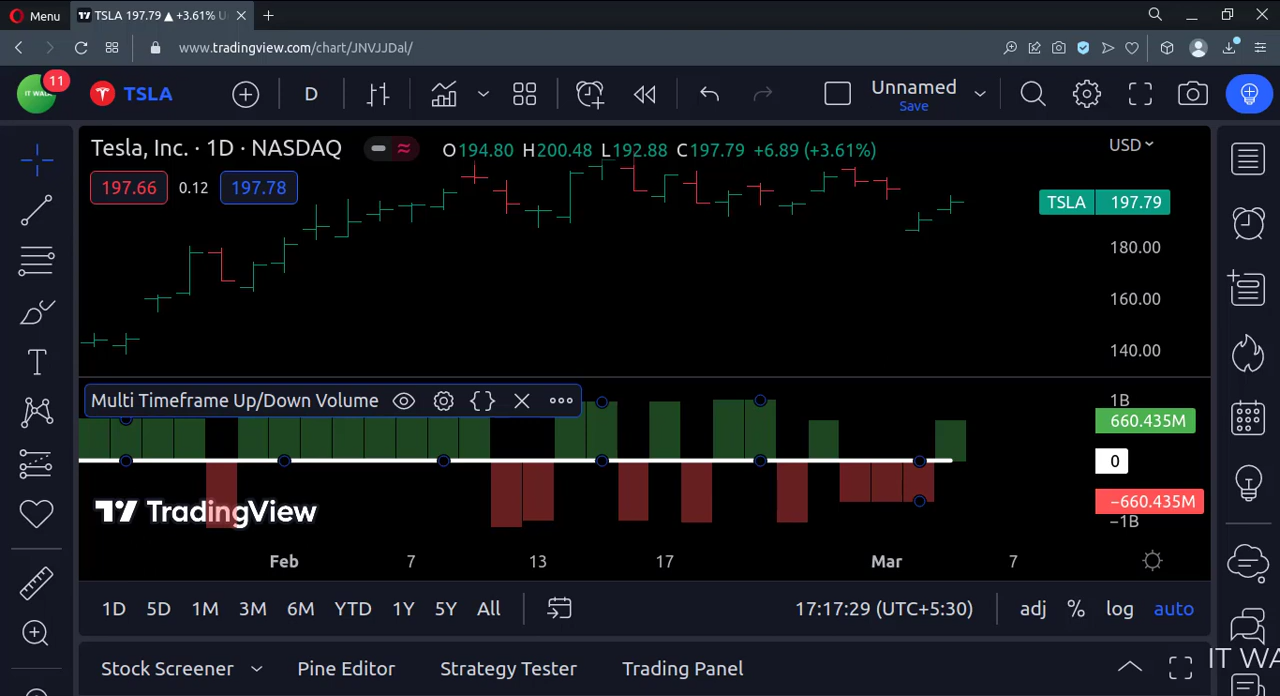 Menu
TSLA 197.79 ▲ +3.61% U
www.tradingview.com/chart/JNVJJDal/
IT WALA
11
TSLA
D
Unnamed
Save
Tesla, Inc. · 1D · NASDAQ
O194.80 H200.48 L192.88 C197.79 +6.89 (+3.61%)
USD
197.66 0.12 197.78
TSLA 197.79
180.00
160.00
140.00
Multi Timeframe Up/Down Volume
1B
660.435M
0
−660.435M
−1B
TradingView
Feb 7 13 17 Mar 7
1D 5D 1M 3M 6M YTD 1Y 5Y All
17:17:29 (UTC+5:30)
adj % log auto
Stock Screener Pine Editor Strategy Tester Trading Panel
IT WA